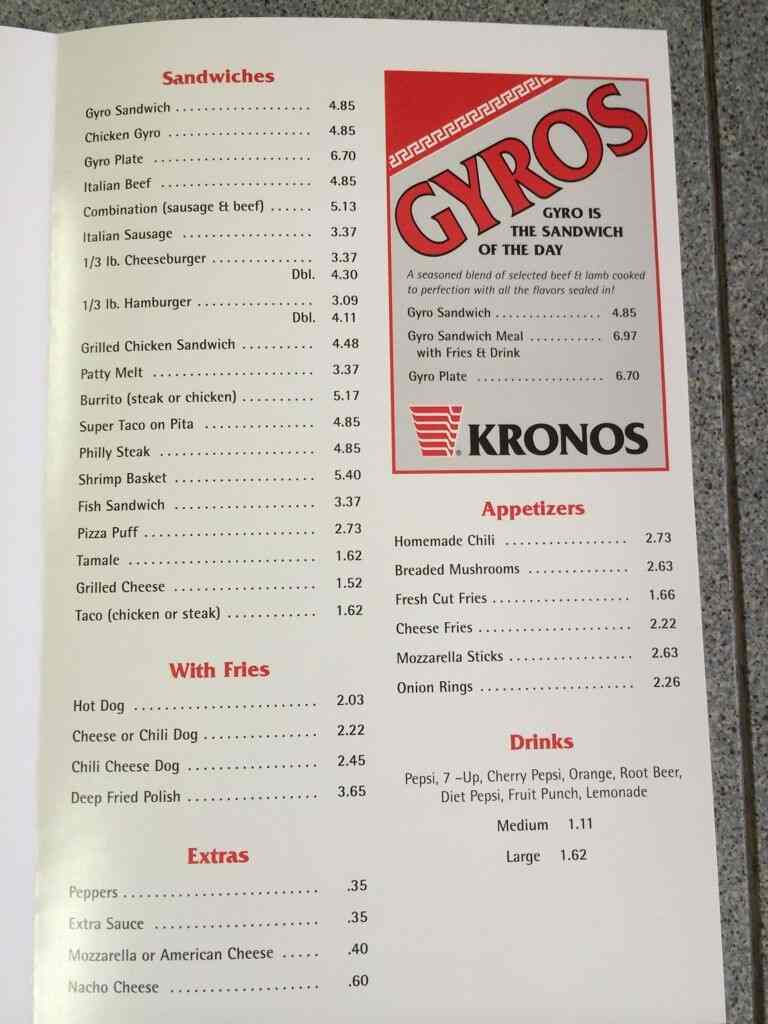 Sandwiches
Gyro Sandwich ................... 4.85
Chicken Gyro .................... 4.85
Gyro Plate ...................... 6.70
Italian Beef ..................... 4.85
Combination (sausage & beef) ...... 5.13
Italian Sausage .................. 3.37
1/3 lb. Cheeseburger ............... 3.37
Dbl. 4.30
1/3 lb. Hamburger ................. 3.09
Dbl. 4.11
Grilled Chicken Sandwich .......... 4.48
Patty Melt ....................... 3.37
Burrito (steak or chicken) .......... 5.17
Super Taco on Pita ................ 4.85
Philly Steak ...................... 4.85
Shrimp Basket .................... 5.40
Fish Sandwich .................... 3.37
Pizza Puff ........................ 2.73
Tamale .......................... 1.62
Grilled Cheese .................... 1.52
Taco (chicken or steak) ............ 1.62
With Fries
Hot Dog ......................... 2.03
Cheese or Chili Dog ............... 2.22
Chili Cheese Dog ................. 2.45
Deep Fried Polish ................. 3.65
Extras
Peppers .......................... .35
Extra Sauce ...................... .35
Mozzarella or American Cheese ..... .40
Nacho Cheese .................... .60
GYROS
GYRO IS
THE SANDWICH
OF THE DAY
A seasoned blend of selected beef & lamb cooked
to perfection with all the flavors sealed in!
Gyro Sandwich ................ 4.85
Gyro Sandwich Meal ........... 6.97
with Fries & Drink
Gyro Plate ................... 6.70
KRONOS
Appetizers
Homemade Chili ................. 2.73
Breaded Mushrooms .............. 2.63
Fresh Cut Fries .................... 1.66
Cheese Fries ...................... 2.22
Mozzarella Sticks ................. 2.63
Onion Rings ...................... 2.26
Drinks
Pepsi, 7 –Up, Cherry Pepsi, Orange, Root Beer,
Diet Pepsi, Fruit Punch, Lemonade
Medium 1.11
Large 1.62